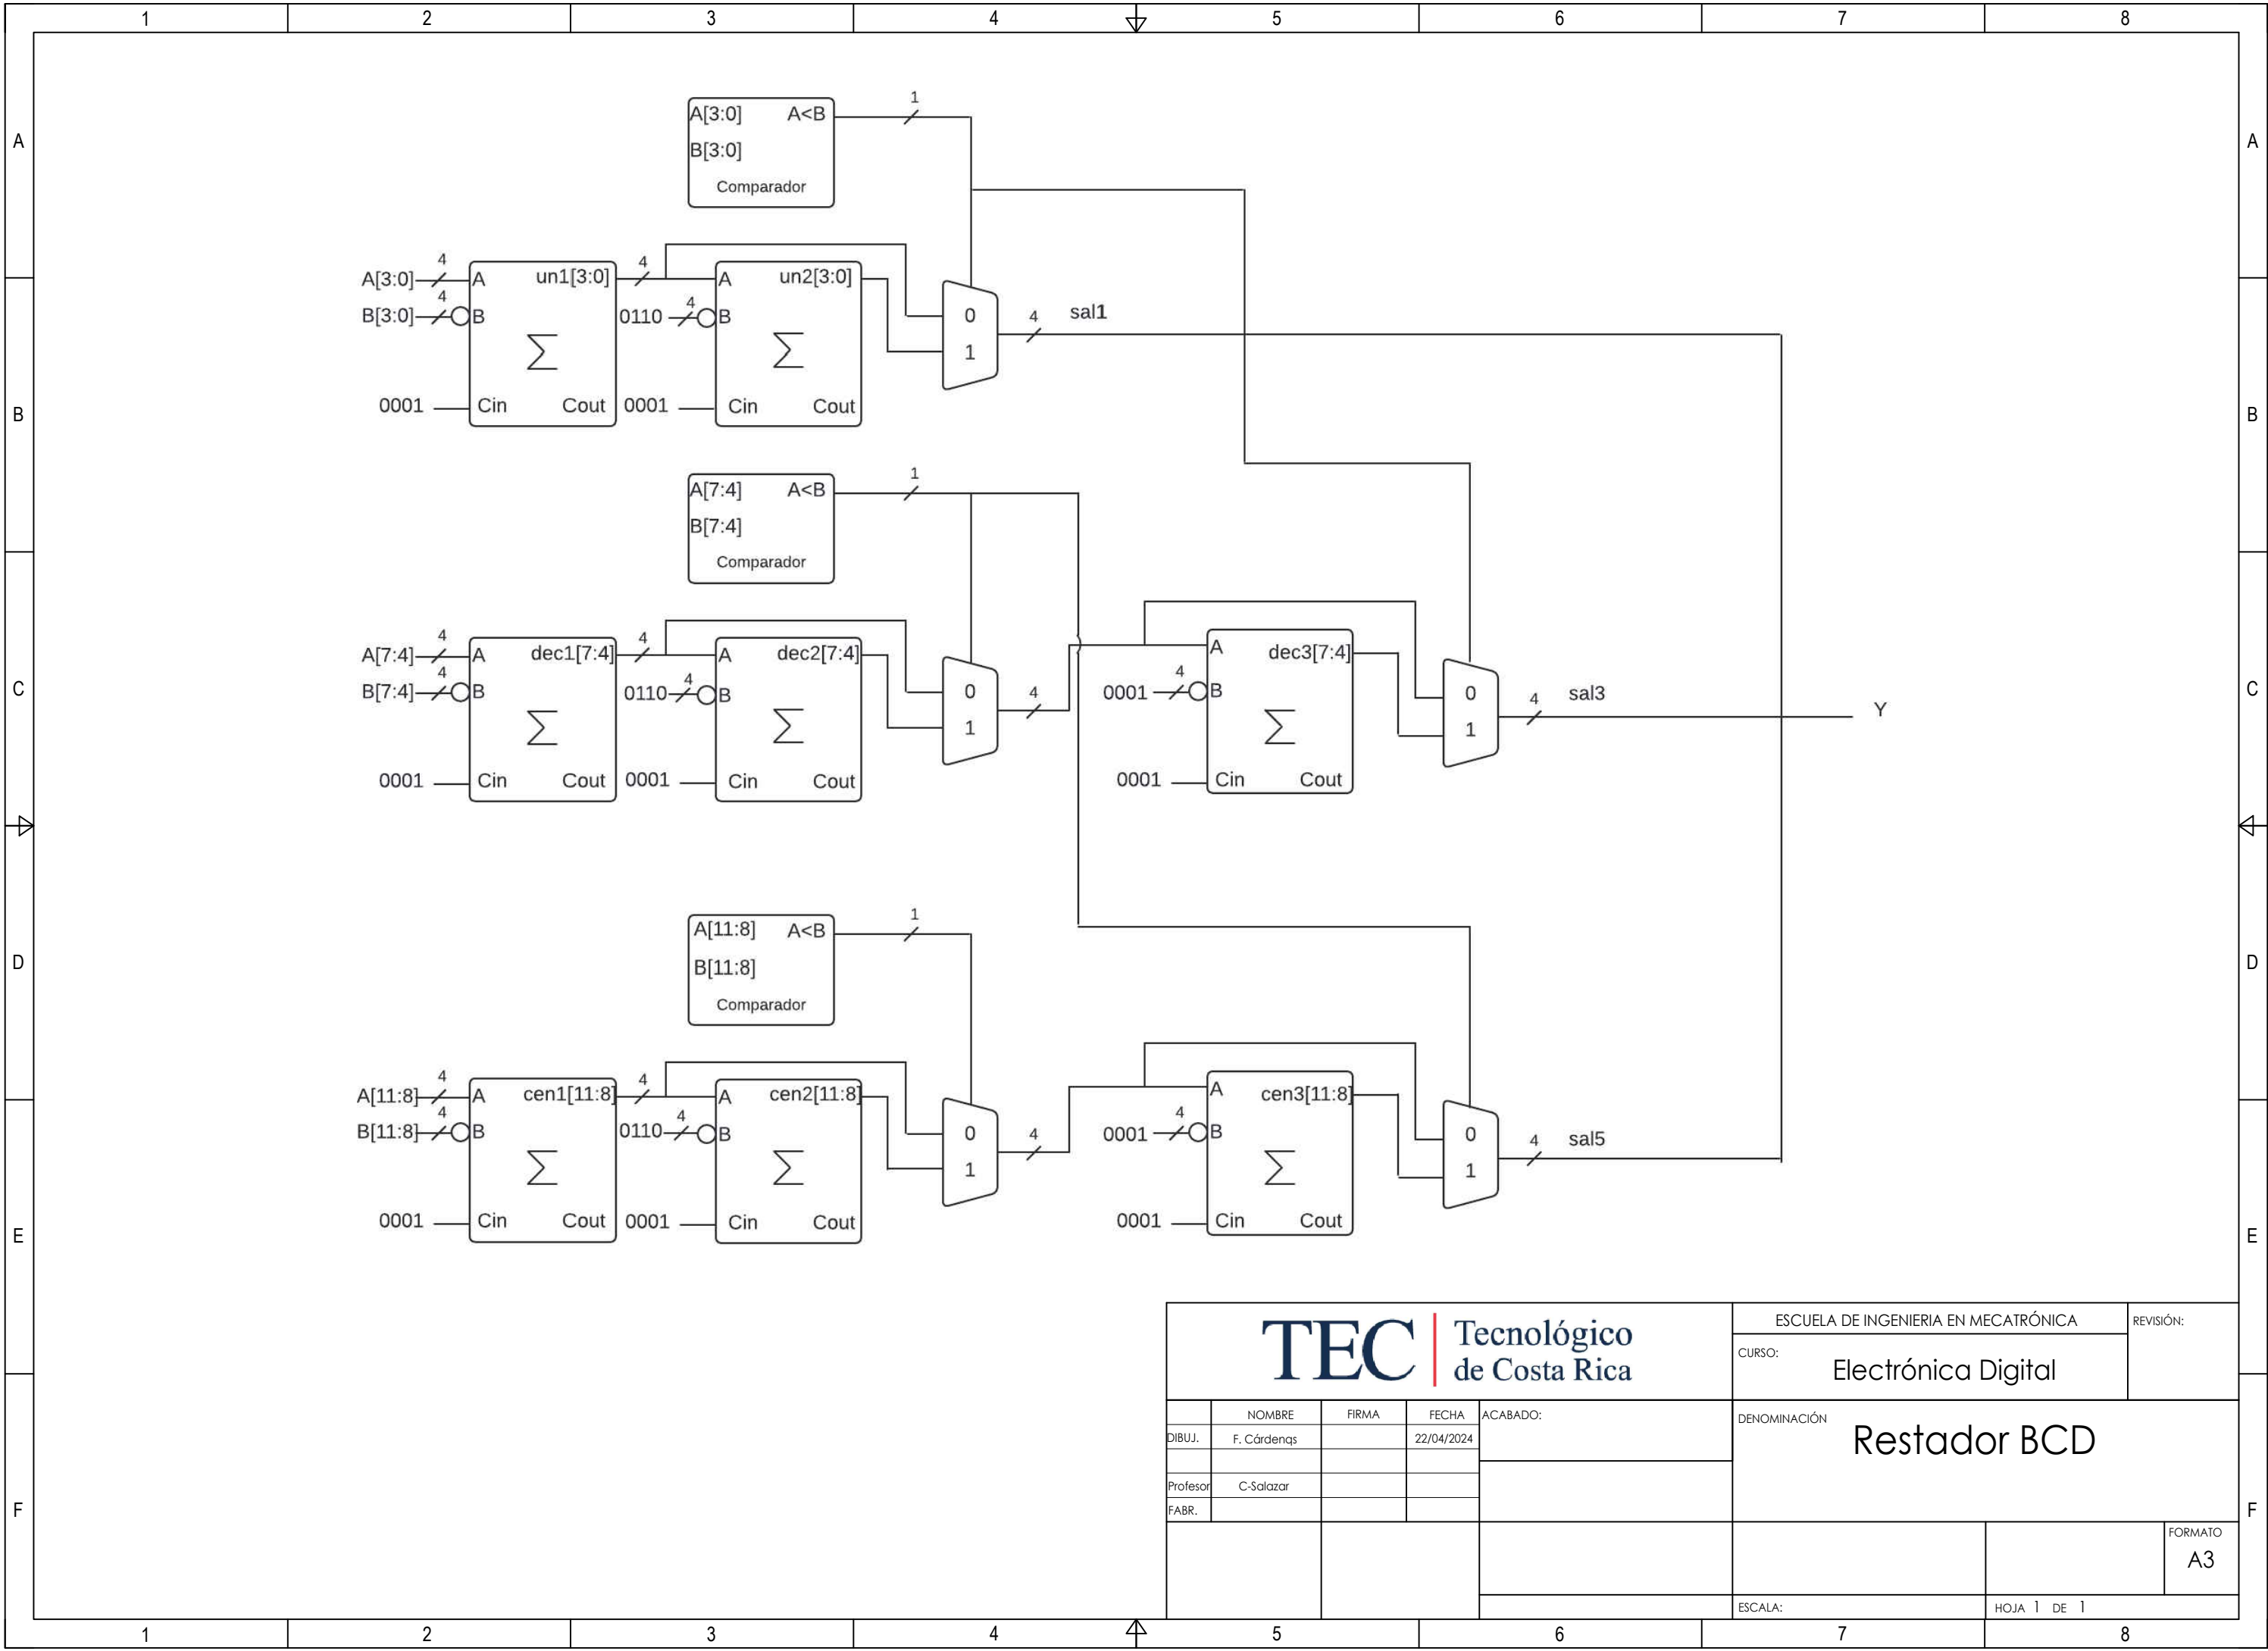 1 2 3 4 5 6 7 8
A A
A[3:0] A<B
B[3:0]
Comparador
1
A[3:0] 4 A un1[3:0] 4 A un2[3:0]
B[3:0] 4 B 0110 4 B
0 4 sal1
1
0001 Cin Cout 0001 Cin Cout
B B
A[7:4] A<B
B[7:4]
Comparador
1
A[7:4] 4 A dec1[7:4] 4 A dec2[7:4] A dec3[7:4]
B[7:4] 4 B 0110 4 B 0 4 0001 4 B 0 4 sal3
1 1 Y
C C
0001 Cin Cout 0001 Cin Cout 0001 Cin Cout
A[11:8] A<B
B[11:8]
Comparador
1
D D
A[11:8] 4 A cen1[11:8] 4 A cen2[11:8] A cen3[11:8]
B[11:8] 4 B 0110 4 B 0 4 0001 4 B 0 4 sal5
1 1
0001 Cin Cout 0001 Cin Cout 0001 Cin Cout
E E
TEC Tecnológico
de Costa Rica
ESCUELA DE INGENIERIA EN MECATRÓNICA
REVISIÓN:
CURSO:
Electrónica Digital
NOMBRE FIRMA FECHA ACABADO:
DIBUJ. F. Cárdenqs 22/04/2024
Profesor C-Salazar
FABR.
DENOMINACIÓN
Restador BCD
F F
FORMATO
A3
ESCALA:
HOJA 1 DE 1
1 2 3 4 5 6 7 8